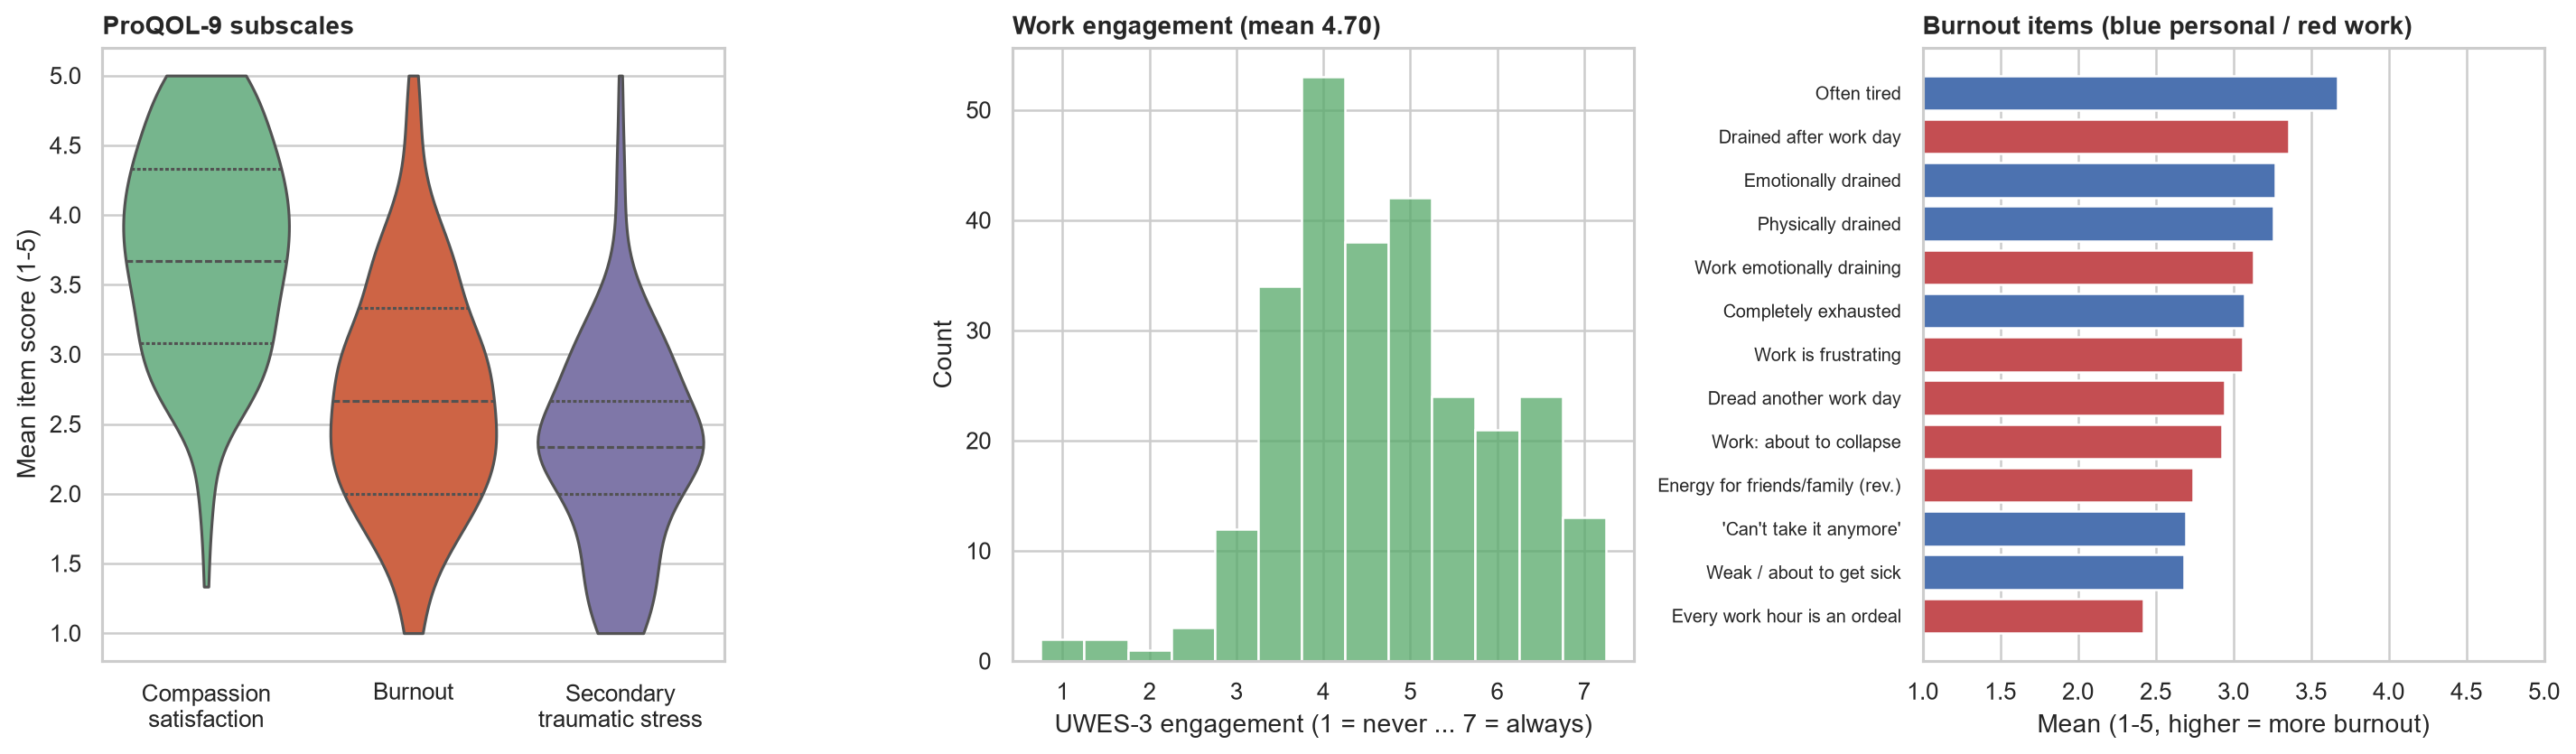 ProQOL-9 subscales
Mean item score (1-5)
5.0
4.5
4.0
3.5
3.0
2.5
2.0
1.5
1.0
Compassion
satisfaction
Burnout
Secondary
traumatic stress
Work engagement (mean 4.70)
Count
50
40
30
20
10
0
1 2 3 4 5 6 7
UWES-3 engagement (1 = never ... 7 = always)
Burnout items (blue personal / red work)
Often tired
Drained after work day
Emotionally drained
Physically drained
Work emotionally draining
Completely exhausted
Work is frustrating
Dread another work day
Work: about to collapse
Energy for friends/family (rev.)
'Can't take it anymore'
Weak / about to get sick
Every work hour is an ordeal
1.0 1.5 2.0 2.5 3.0 3.5 4.0 4.5 5.0
Mean (1-5, higher = more burnout)